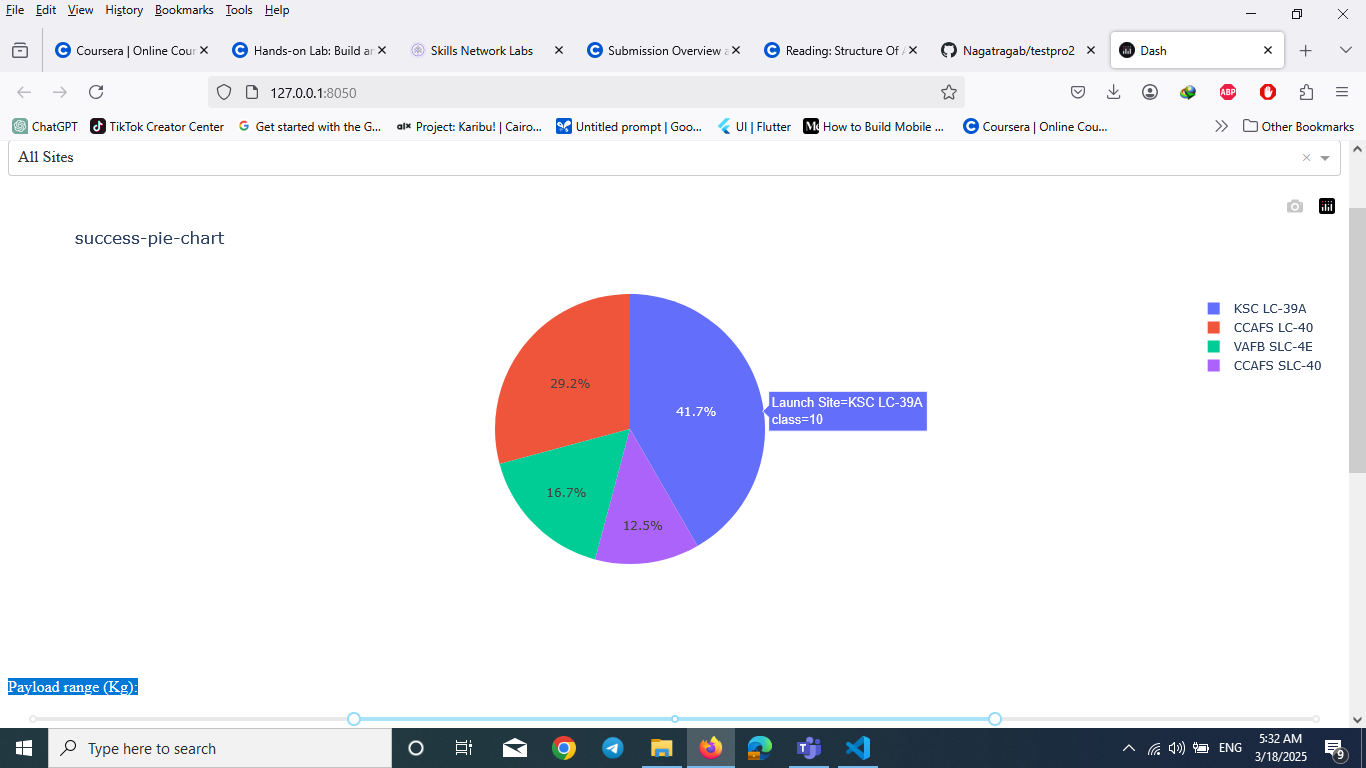 File Edit View History Bookmarks Tools Help
Coursera | Online Cour
Hands-on Lab: Build an
Skills Network Labs
Submission Overview a
Reading: Structure Of A
Nagatragab/testpro2
Dash
127.0.0.1:8050
ABP
ChatGPT
TikTok Creator Center
Get started with the G...
alx Project: Karibu! | Cairo...
Untitled prompt | Goo...
UI | Flutter
How to Build Mobile ...
Coursera | Online Cou...
Other Bookmarks
All Sites
success-pie-chart
KSC LC-39A
CCAFS LC-40
VAFB SLC-4E
CCAFS SLC-40
29.2%
41.7%
16.7%
12.5%
Launch Site=KSC LC-39A
class=10
Payload range (Kg):
Type here to search
ENG
5:32 AM
3/18/2025
9